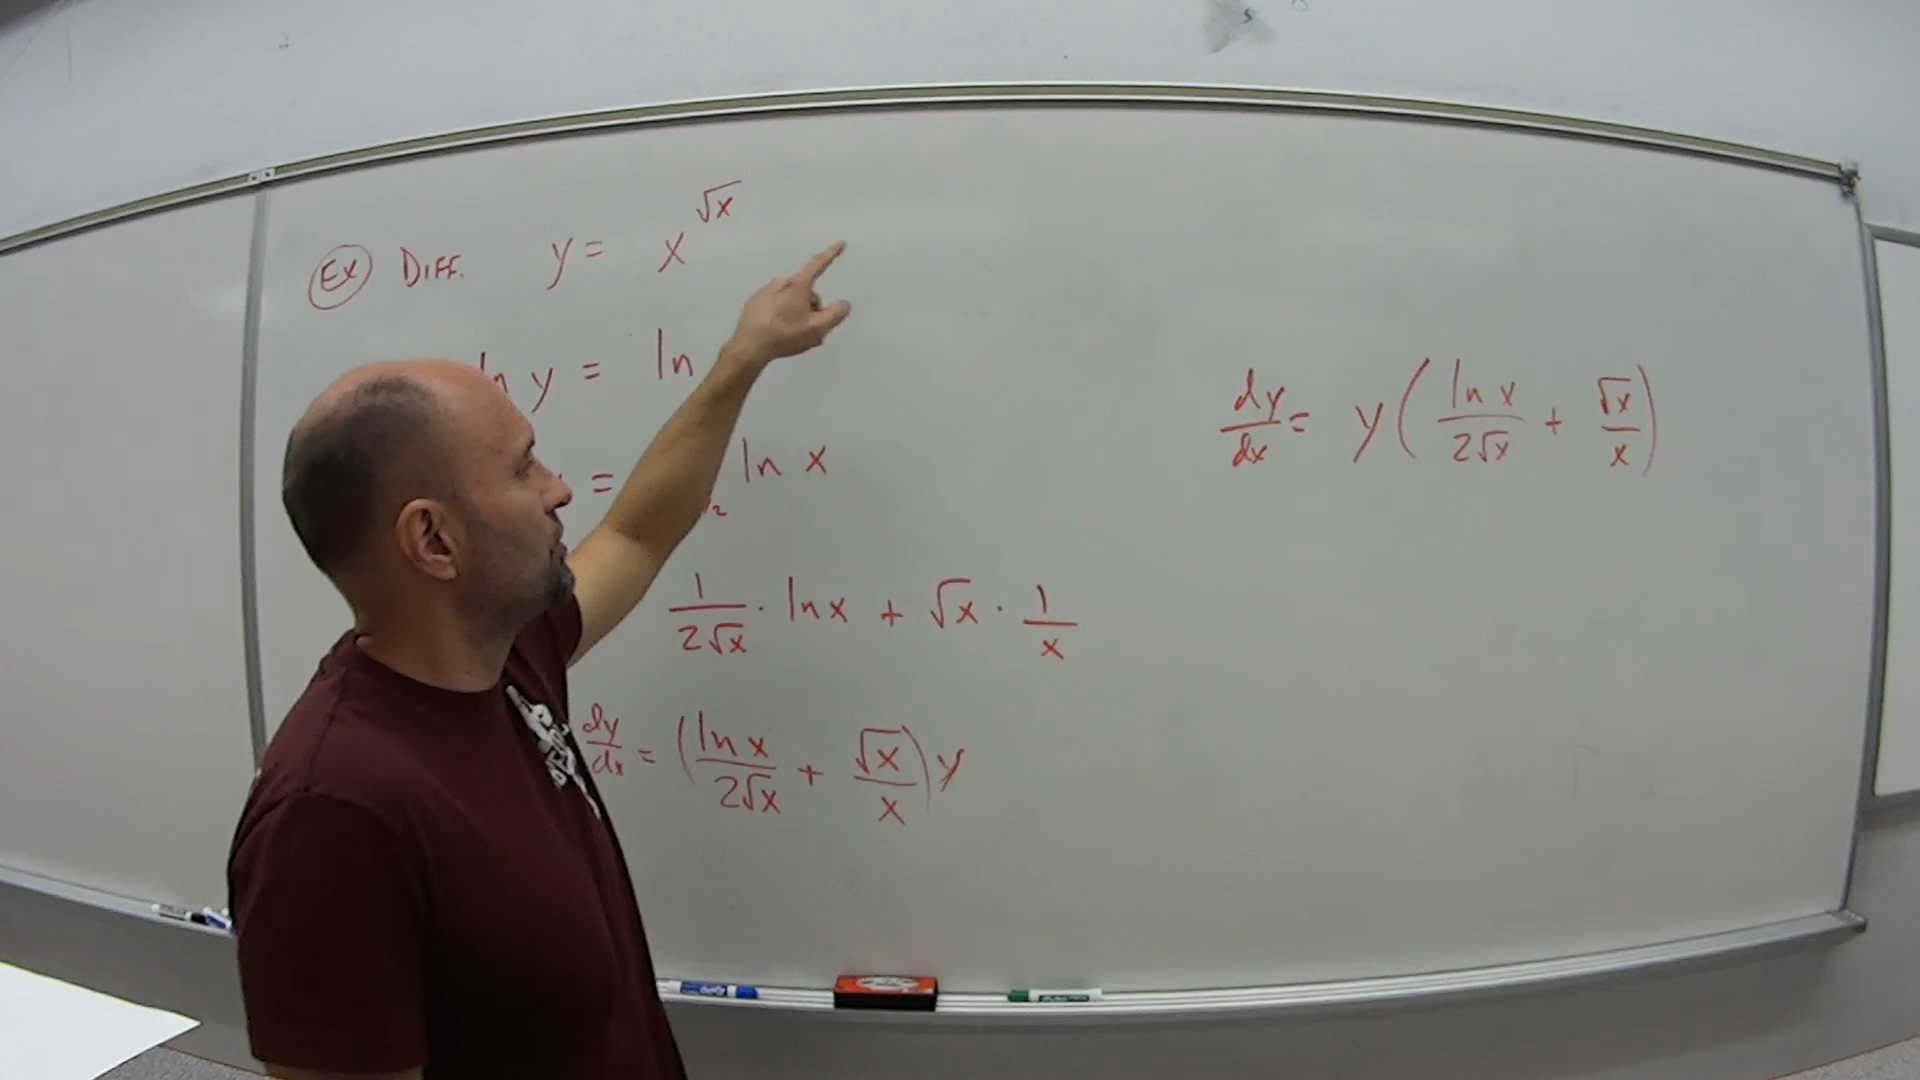 Ex DIFF. y = x^√x
ln y = ln
= ln x
1/(2√x) · ln x + √x · 1/x
dy/dx = (ln x/(2√x) + √x/x) y
dy/dx = y (ln x/(2√x) + √x/x)